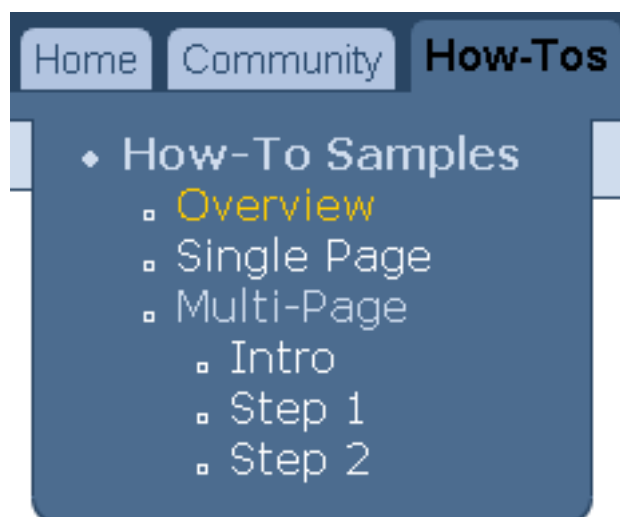 Home Community How-Tos
How-To Samples
Overview
Single Page
Multi-Page
Intro
Step 1
Step 2